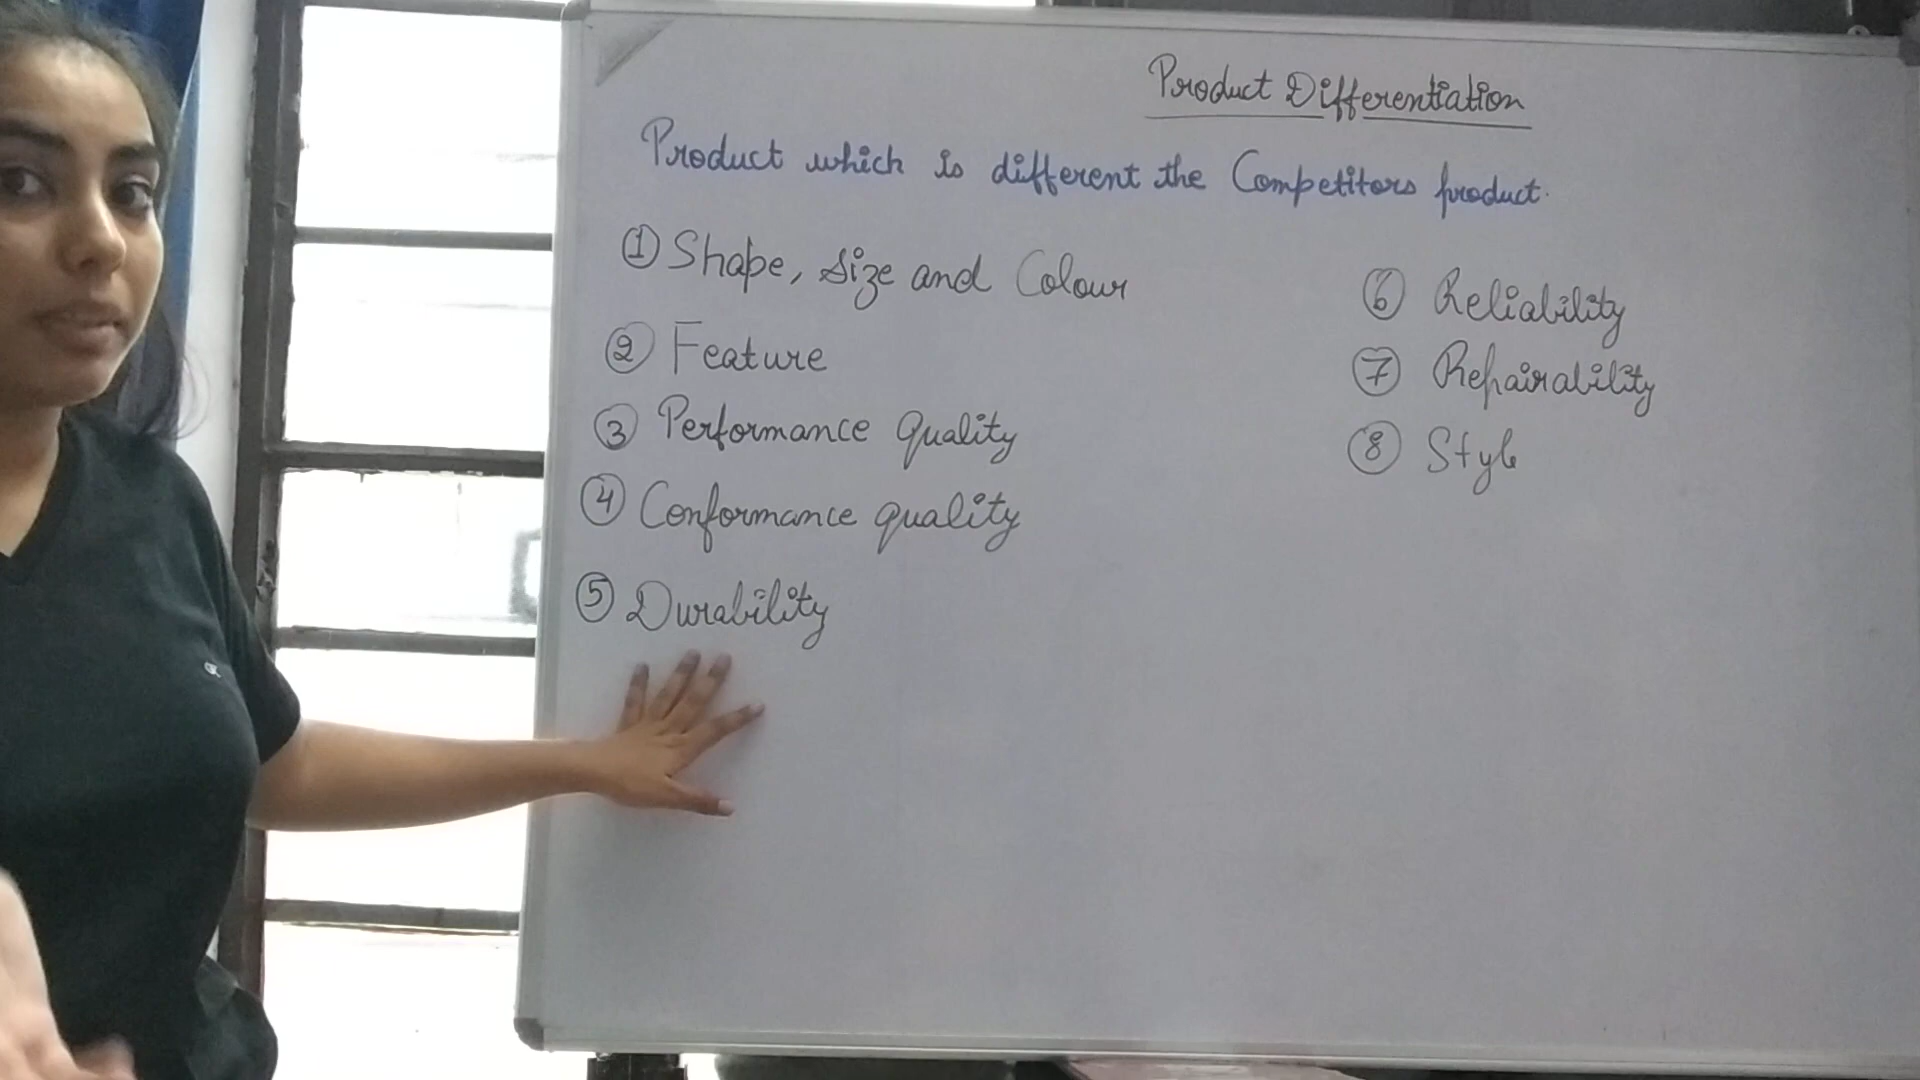 Product Differentiation
Product which is different the Competitors product.
① Shape, size and Colour
② Feature
③ Performance quality
④ Conformance quality
⑤ Durability
⑥ Reliability
⑦ Repairability
⑧ Style